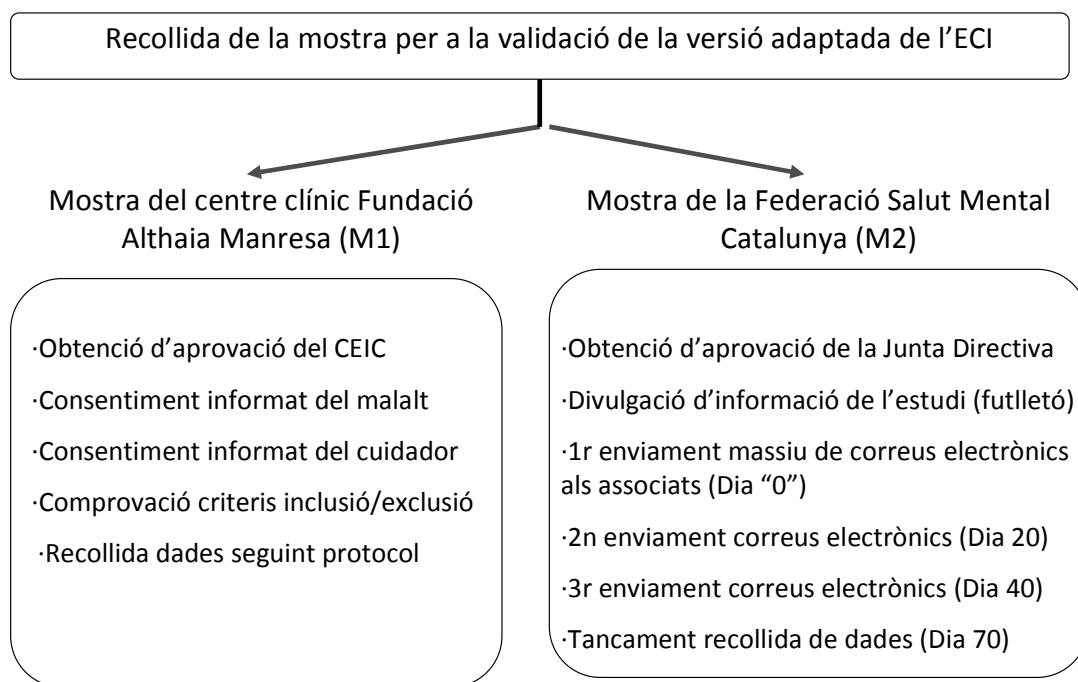 Recollida de la mostra per a la validació de la versió adaptada de l’ECI
Mostra del centre clínic Fundació
Althaia Manresa (M1)
·Obtenció d’aprovació del CEIC
·Consentiment informat del malalt
·Consentiment informat del cuidador
·Comprovació criteris inclusió/exclusió
·Recollida dades seguint protocol
Mostra de la Federació Salut Mental
Catalunya (M2)
·Obtenció d’aprovació de la Junta Directiva
·Divulgació d’informació de l’estudi (futlletó)
·1r enviament massiu de correus electrònics
als associats (Dia “0”)
·2n enviament correus electrònics (Dia 20)
·3r enviament correus electrònics (Dia 40)
·Tancament recollida de dades (Dia 70)